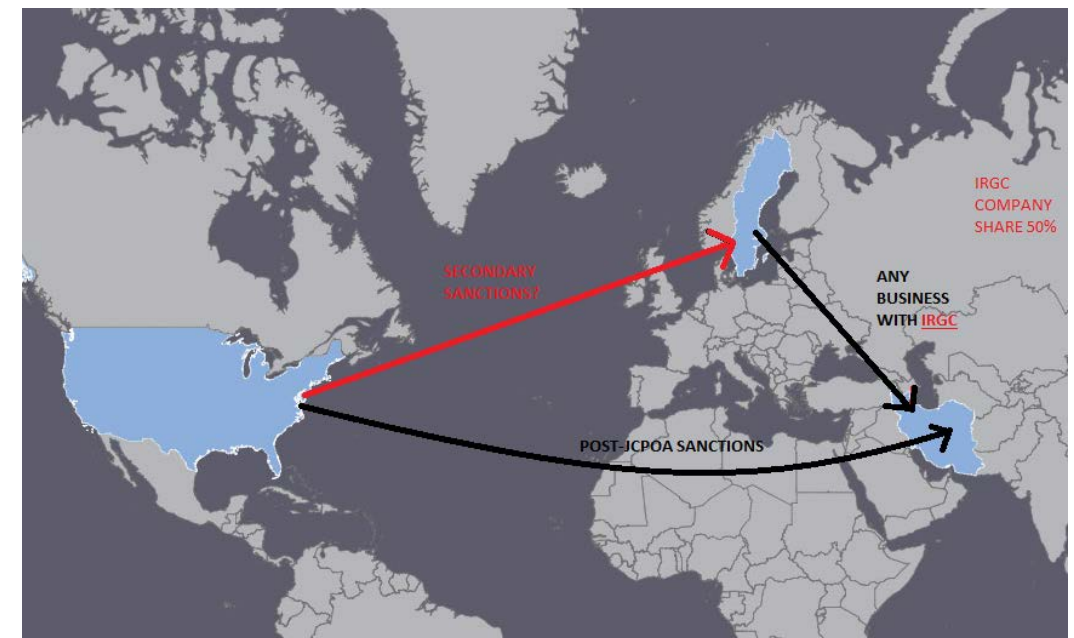 IRGC
COMPANY
SHARE 50%
SECONDARY
SANCTIONS?
ANY
BUSINESS
WITH IRGC
POST-JCPOA SANCTIONS